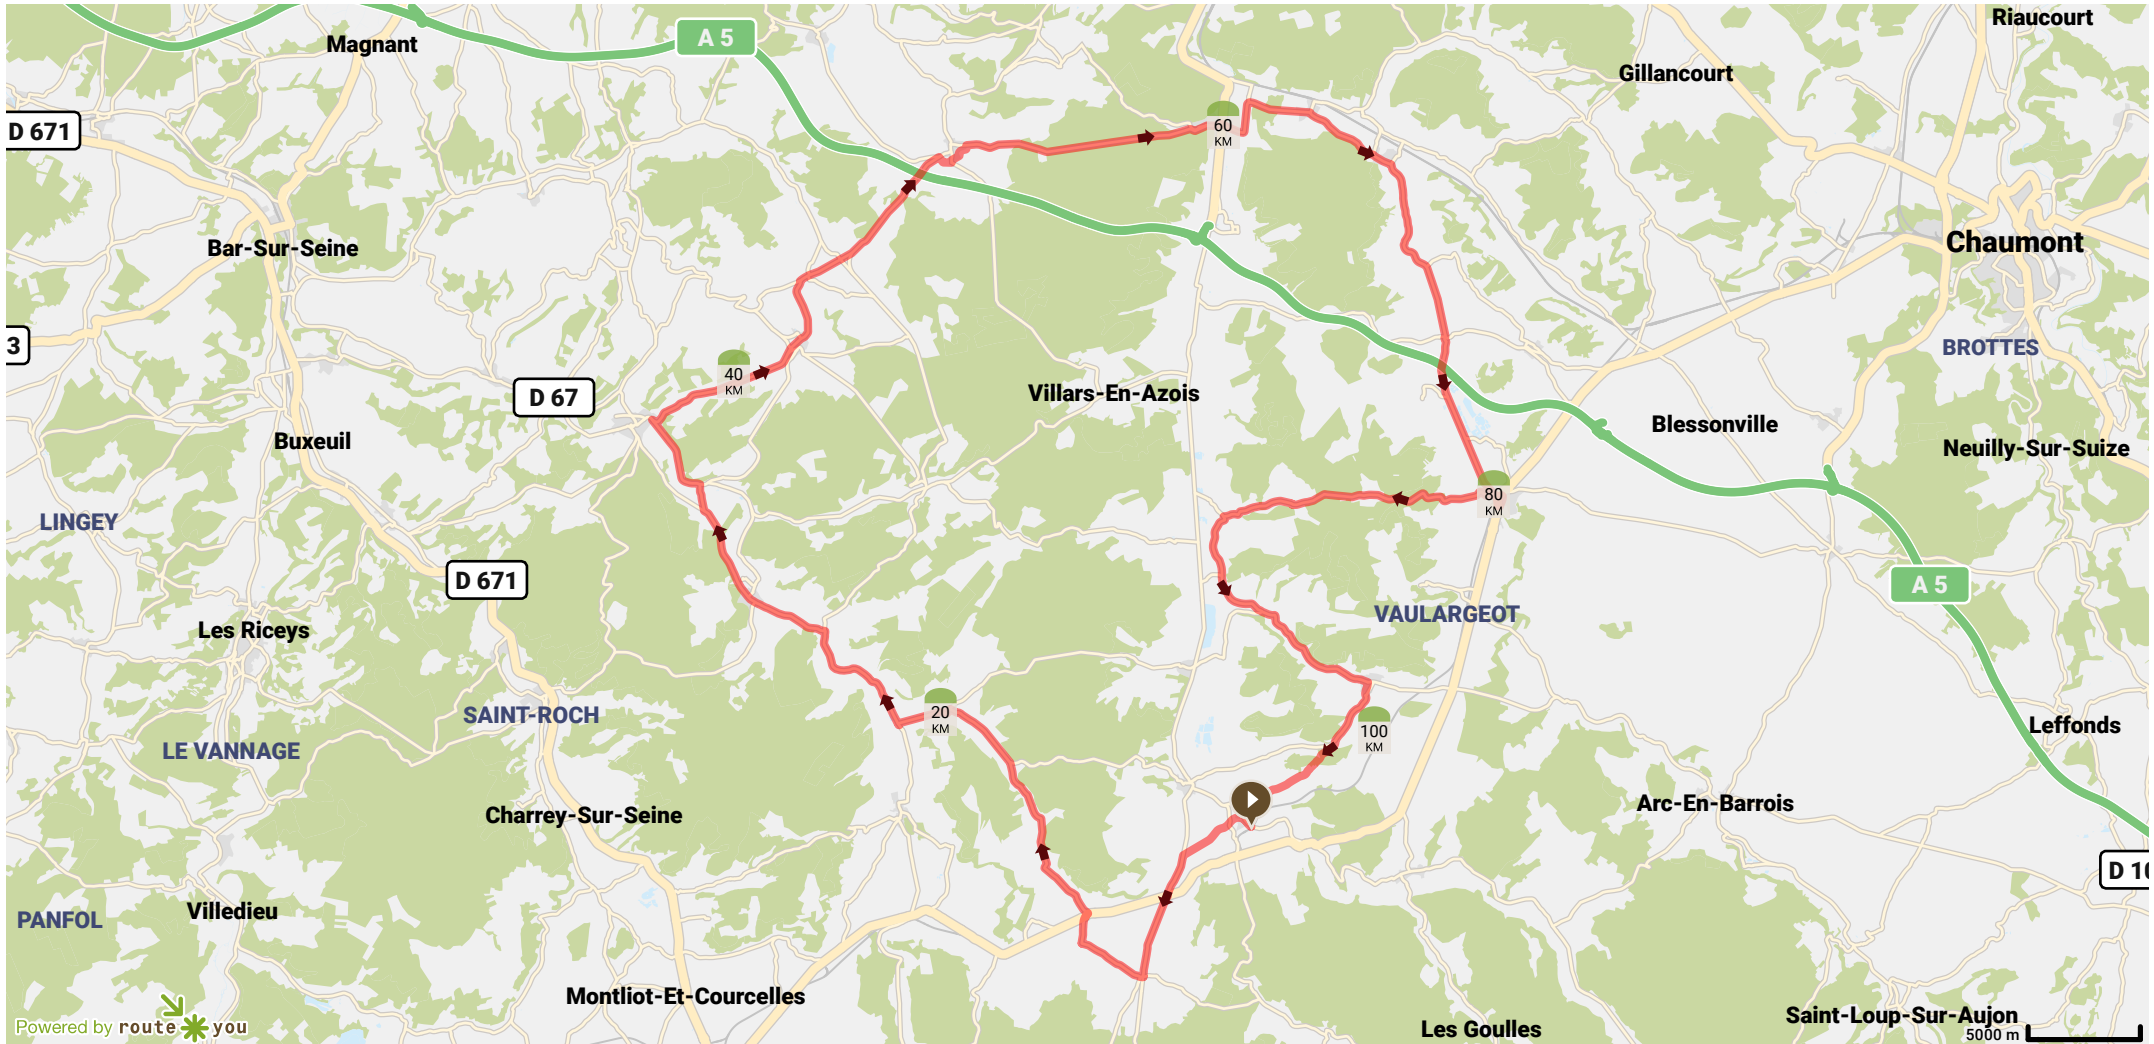 Riaucourt
Magnant
A 5
Gillancourt
D 671
60
KM
Chaumont
Bar-Sur-Seine
3
BROTTES
40
KM
D 67
Villars-En-Azois
Blessonville
Buxeuil
Neuilly-Sur-Suize
80
KM
LINGEY
D 671
A 5
VAULARGEOT
Les Riceys
20
KM
SAINT-ROCH
Leffonds
100
KM
LE VANNAGE
Arc-En-Barrois
Charrey-Sur-Seine
D 10
Villedieu
PANFOL
Montliot-Et-Courcelles
Saint-Loup-Sur-Aujon
Powered by route you
Les Goulles
5000 m